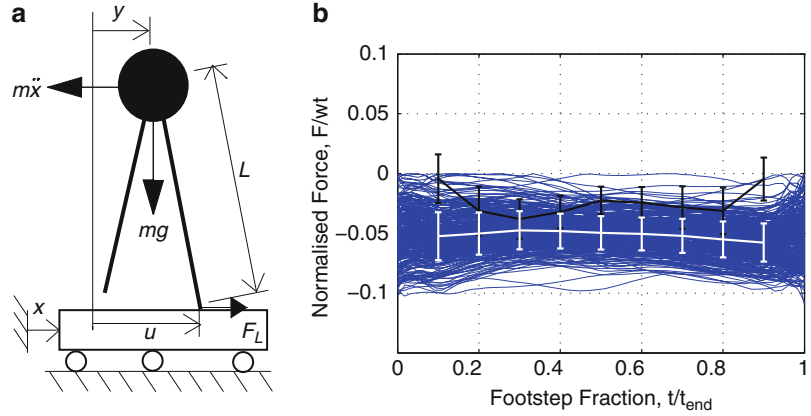 a
y
mẍ
L
mg
x
u
F_L
b
0.1
0.05
0
−0.05
−0.1
Normalised Force, F/wt
0 0.2 0.4 0.6 0.8 1
Footstep Fraction, t/t_end